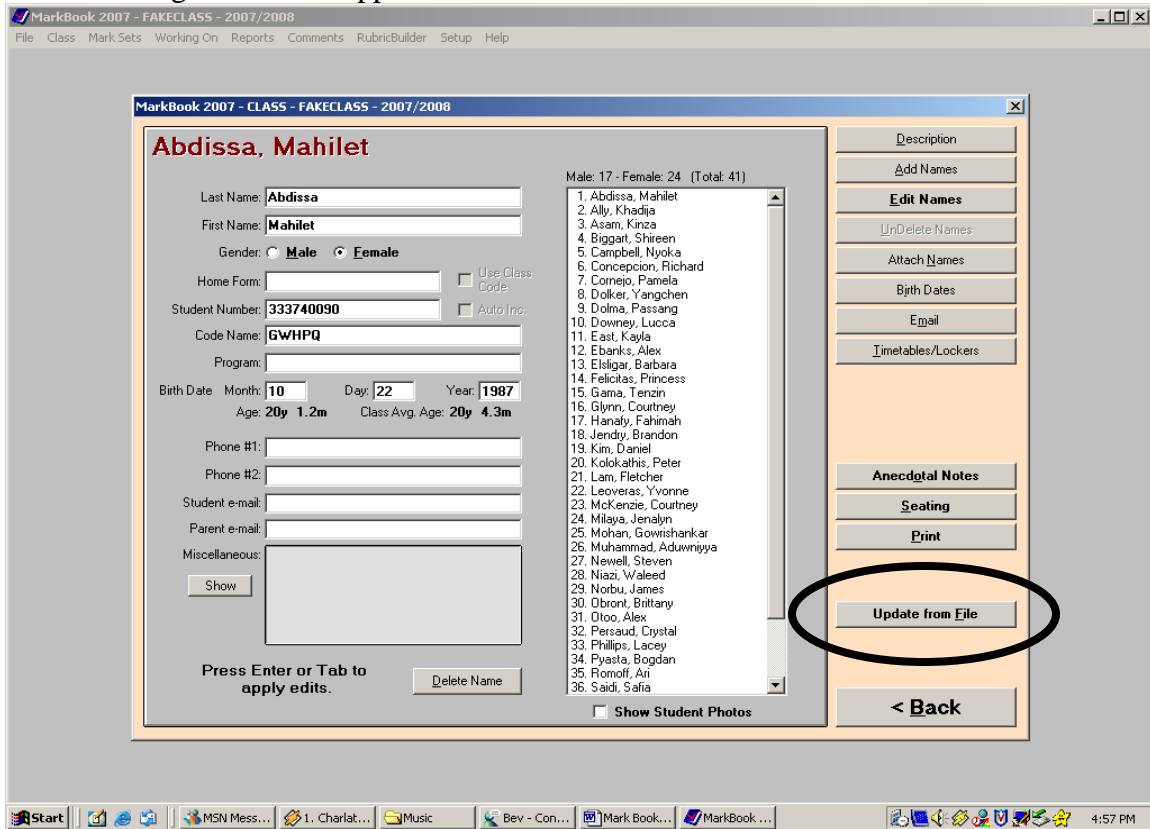 MarkBook 2007 - FAKECLASS - 2007/2008
File Class Mark Sets Working On Reports Comments RubricBuilder Setup Help
MarkBook 2007 - CLASS - FAKECLASS - 2007/2008
Abdissa, Mahilet
Last Name: Abdissa
First Name: Mahilet
Gender: Male Female
Home Form:
Use Class Code
Student Number: 333740090
Auto Inc.
Code Name: GWHPQ
Program:
Birth Date Month: 10 Day: 22 Year: 1987
Age: 20y 1.2m Class Avg. Age: 20y 4.3m
Phone #1:
Phone #2:
Student e-mail:
Parent e-mail:
Miscellaneous:
Show
Press Enter or Tab to
apply edits.
Delete Name
Male: 17 - Female: 24 (Total: 41)
1. Abdissa, Mahilet
2. Ally, Khadija
3. Asam, Kinza
4. Biggart, Shireen
5. Campbell, Nyoka
6. Concepcion, Richard
7. Cornejo, Pamela
8. Dolker, Yangchen
9. Dolma, Passang
10. Downey, Lucca
11. East, Kayla
12. Ebanks, Alex
13. Elsligar, Barbara
14. Felicitas, Princess
15. Gama, Tenzin
16. Glynn, Courtney
17. Hanafy, Fahimah
18. Jendry, Brandon
19. Kim, Daniel
20. Kolokathis, Peter
21. Lam, Fletcher
22. Leoveras, Yvonne
23. McKenzie, Courtney
24. Milaya, Jenalyn
25. Mohan, Gowrishankar
26. Muhammad, Aduwniyya
27. Newell, Steven
28. Niazi, Waleed
29. Norbu, James
30. Obront, Brittany
31. Otoo, Alex
32. Persaud, Crystal
33. Phillips, Lacey
34. Pyasta, Bogdan
35. Romoff, Ari
36. Saidi, Safia
Show Student Photos
Description
Add Names
Edit Names
UnDelete Names
Attach Names
Birth Dates
Email
Timetables/Lockers
Anecdotal Notes
Seating
Print
Update from File
< Back
Start MSN Mess... 1. Charlat... Music Bev - Con... Mark Book... MarkBook ... 4:57 PM